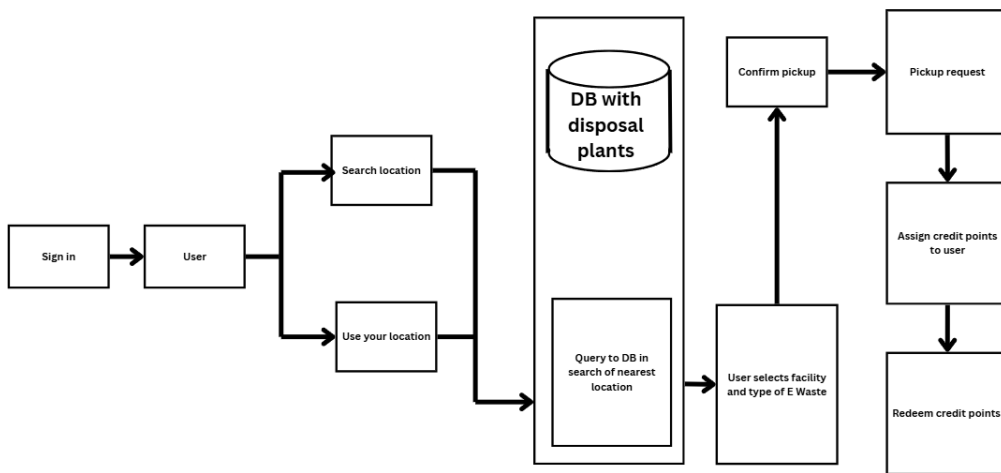 Sign in
User
Search location
Use your location
DB with
disposal
plants
Query to DB in
search of nearest
location
User selects facility
and type of E Waste
Confirm pickup
Pickup request
Assign credit points
to user
Redeem credit points